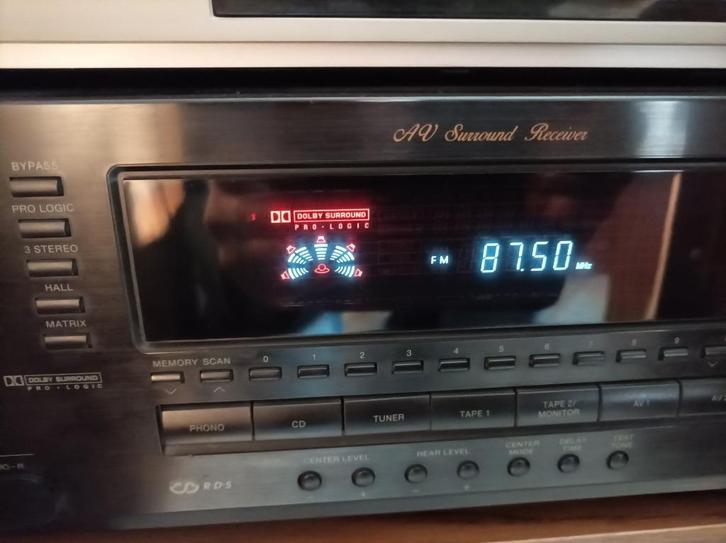 AV Surround Receiver
BYPASS
PRO LOGIC
3 STEREO
HALL
MATRIX
DOLBY SURROUND
PRO·LOGIC
FM 87.50 MHz
MEMORY SCAN 0 1 2 3 4 5 6 7 8 9
DOLBY SURROUND
PRO·LOGIC
PHONO CD TUNER TAPE 1 TAPE 2/ MONITOR AV 1
CENTER LEVEL REAR LEVEL CENTER MODE DELAY TIME TEST TONE
- + - +
RDS